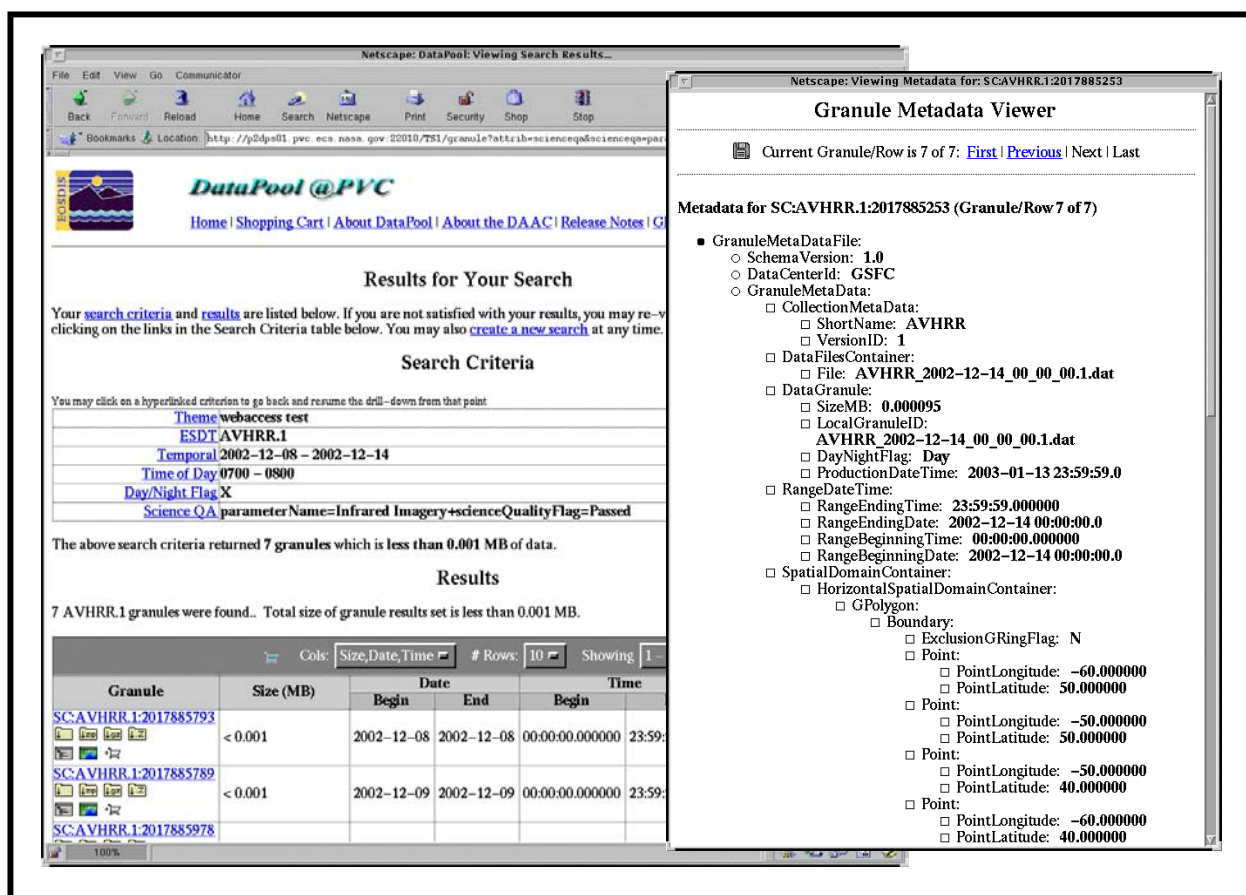 Netscape: DataPool: Viewing Search Results...
File Edit View Go Communicator
Back Forward Reload Home Search Netscape Print Security Shop Stop
Bookmarks Location: http://p2dps01.pvc.ecs.nasa.gov:22010/TS1/granule?attrib=scienceqa&scienceqa=par
EOSDIS
DataPool @PVC
Home | Shopping Cart | About DataPool | About the DAAC | Release Notes | Gl
Results for Your Search
Your search criteria and results are listed below. If you are not satisfied with your results, you may re-v
clicking on the links in the Search Criteria table below. You may also create a new search at any time.
Search Criteria
You may click on a hyperlinked criterion to go back and resume the drill-down from that point
Theme webaccess test
ESDT AVHRR.1
Temporal 2002-12-08 - 2002-12-14
Time of Day 0700 - 0800
Day/Night Flag X
Science QA parameterName=Infrared Imagery+scienceQualityFlag=Passed
The above search criteria returned 7 granules which is less than 0.001 MB of data.
Results
7 AVHRR.1 granules were found.. Total size of granule results set is less than 0.001 MB.
Cols: Size,Date,Time # Rows: 10 Showing 1 -
Granule Size (MB) Date Time
Begin End Begin
SC:AVHRR.1:2017885793
< 0.001 2002-12-08 2002-12-08 00:00:00.000000 23:59:
SC:AVHRR.1:2017885789
< 0.001 2002-12-09 2002-12-09 00:00:00.000000 23:59:
SC:AVHRR.1:2017885978
100%
Netscape: Viewing Metadata for: SC:AVHRR.1:2017885253
Granule Metadata Viewer
Current Granule/Row is 7 of 7: First | Previous | Next | Last
Metadata for SC:AVHRR.1:2017885253 (Granule/Row 7 of 7)
GranuleMetaDataFile:
SchemaVersion: 1.0
DataCenterId: GSFC
GranuleMetaData:
CollectionMetaData:
ShortName: AVHRR
VersionID: 1
DataFilesContainer:
File: AVHRR_2002-12-14_00_00_00.1.dat
DataGranule:
SizeMB: 0.000095
LocalGranuleID:
AVHRR_2002-12-14_00_00_00.1.dat
DayNightFlag: Day
ProductionDateTime: 2003-01-13 23:59:59.0
RangeDateTime:
RangeEndingTime: 23:59:59.000000
RangeEndingDate: 2002-12-14 00:00:00.0
RangeBeginningTime: 00:00:00.000000
RangeBeginningDate: 2002-12-14 00:00:00.0
SpatialDomainContainer:
HorizontalSpatialDomainContainer:
GPolygon:
Boundary:
ExclusionGRingFlag: N
Point:
PointLongitude: -60.000000
PointLatitude: 50.000000
Point:
PointLongitude: -50.000000
PointLatitude: 50.000000
Point:
PointLongitude: -50.000000
PointLatitude: 40.000000
Point:
PointLongitude: -60.000000
PointLatitude: 40.000000